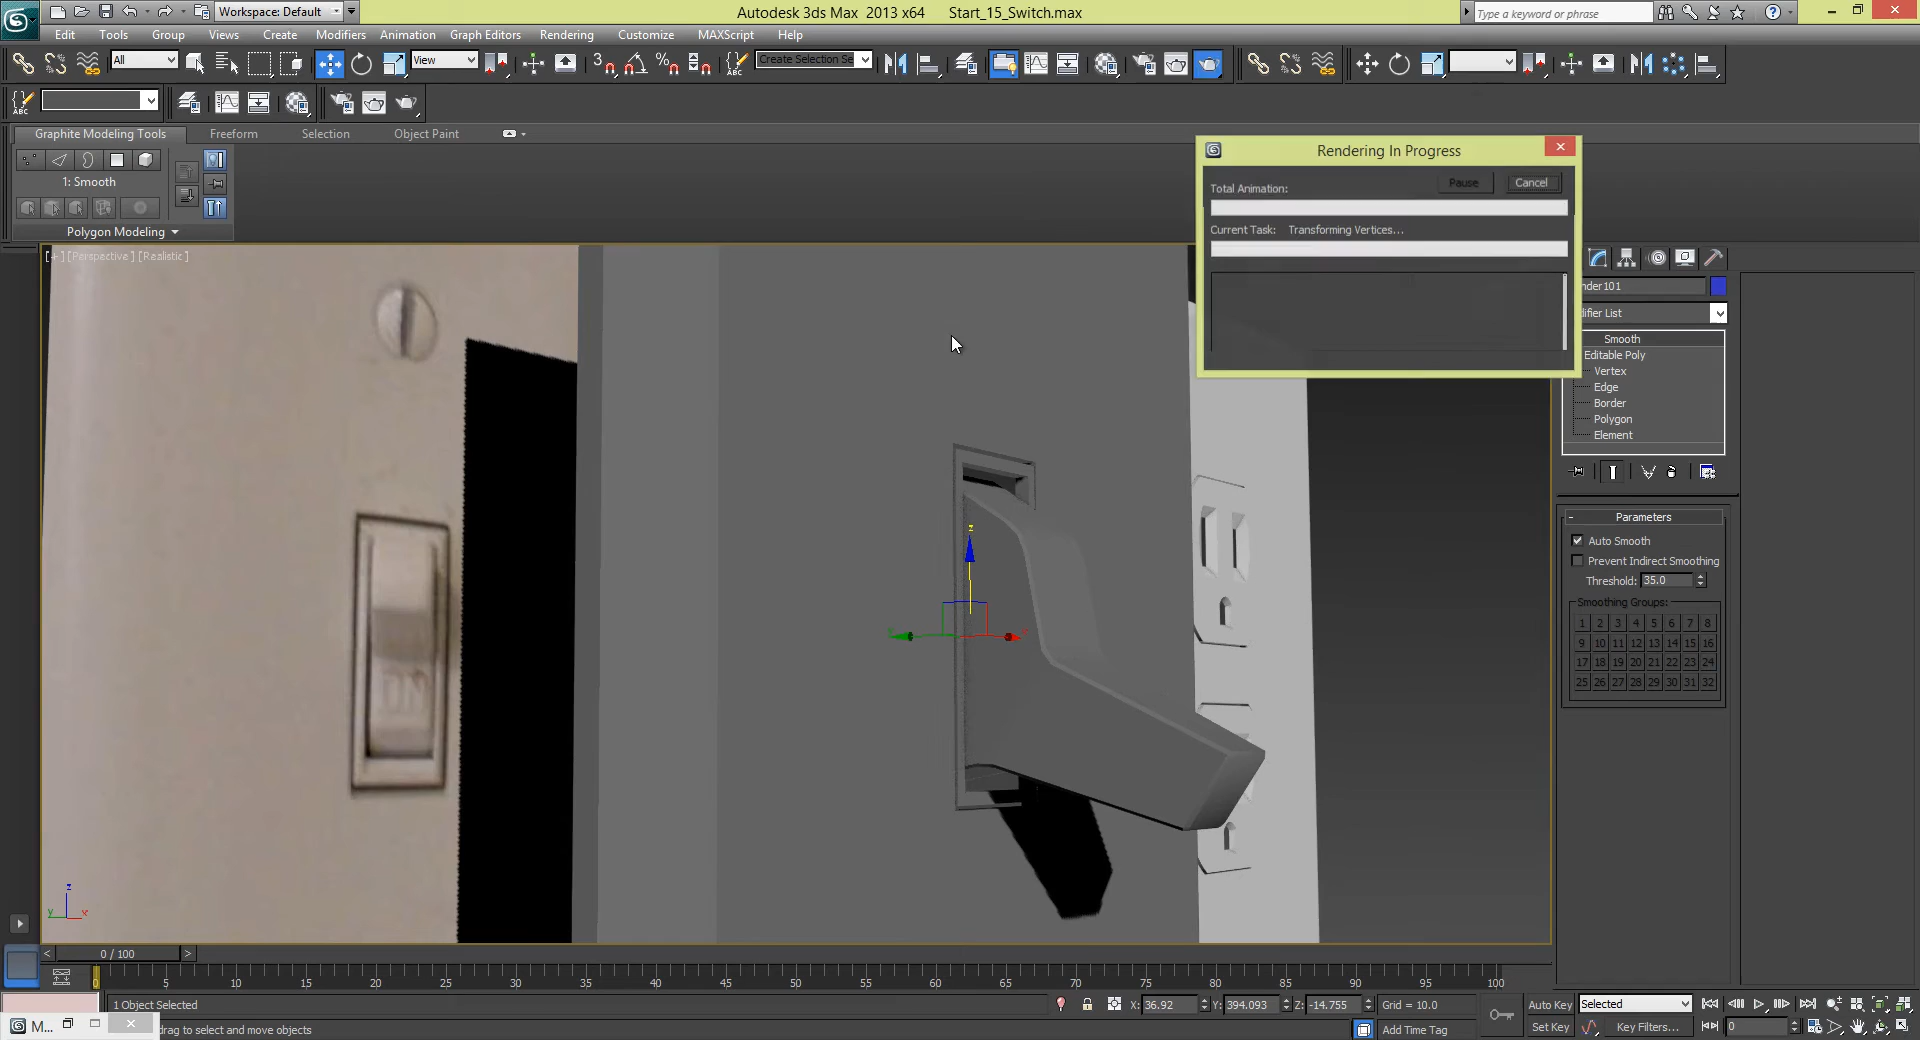 Workspace: Default
Autodesk 3ds Max 2013 x64 Start_15_Switch.max
Type a keyword or phrase
Edit Tools Group Views Create Modifiers Animation Graph Editors Rendering Customize MAXScript Help
All
View
3
Create Selection Se
ABC
ABC
Graphite Modeling Tools Freeform Selection Object Paint
1: Smooth
Polygon Modeling
[+][Perspective][Realistic]
Rendering In Progress
Total Animation:
Pause
Cancel
Current Task: Transforming Vertices...
nder101
difier List
Smooth
Editable Poly
Vertex
Edge
Border
Polygon
Element
Parameters
Auto Smooth
Prevent Indirect Smoothing
Threshold: 35.0
Smoothing Groups:
1 2 3 4 5 6 7 8
9 10 11 12 13 14 15 16
17 18 19 20 21 22 23 24
25 26 27 28 29 30 31 32
ON
z
z
y
x
< 0 / 100 >
0 5 10 15 20 25 30 35 40 45 50 55 60 65 70 75 80 85 90 95 100
1 Object Selected
X: 36.92 Y: 394.093 Z: -14.755 Grid = 10.0
Auto Key Selected
M...
drag to select and move objects
Add Time Tag
Set Key Key Filters... 0